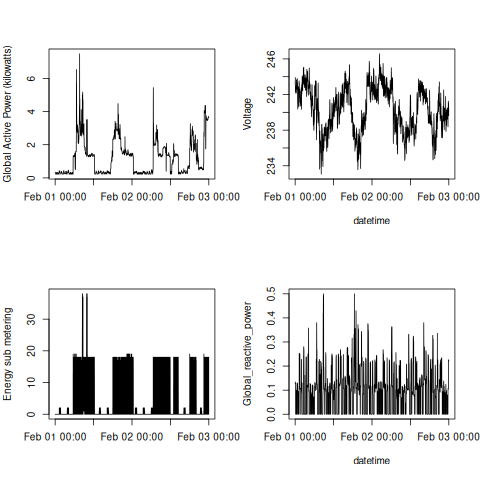 Global Active Power (kilowatts)
0 2 4 6
Feb 01 00:00 Feb 02 00:00 Feb 03 00:00
Voltage
234 238 242 246
Feb 01 00:00 Feb 02 00:00 Feb 03 00:00
datetime
Energy sub metering
0 10 20 30
Feb 01 00:00 Feb 02 00:00 Feb 03 00:00
Global_reactive_power
0.0 0.1 0.2 0.3 0.4 0.5
Feb 01 00:00 Feb 02 00:00 Feb 03 00:00
datetime